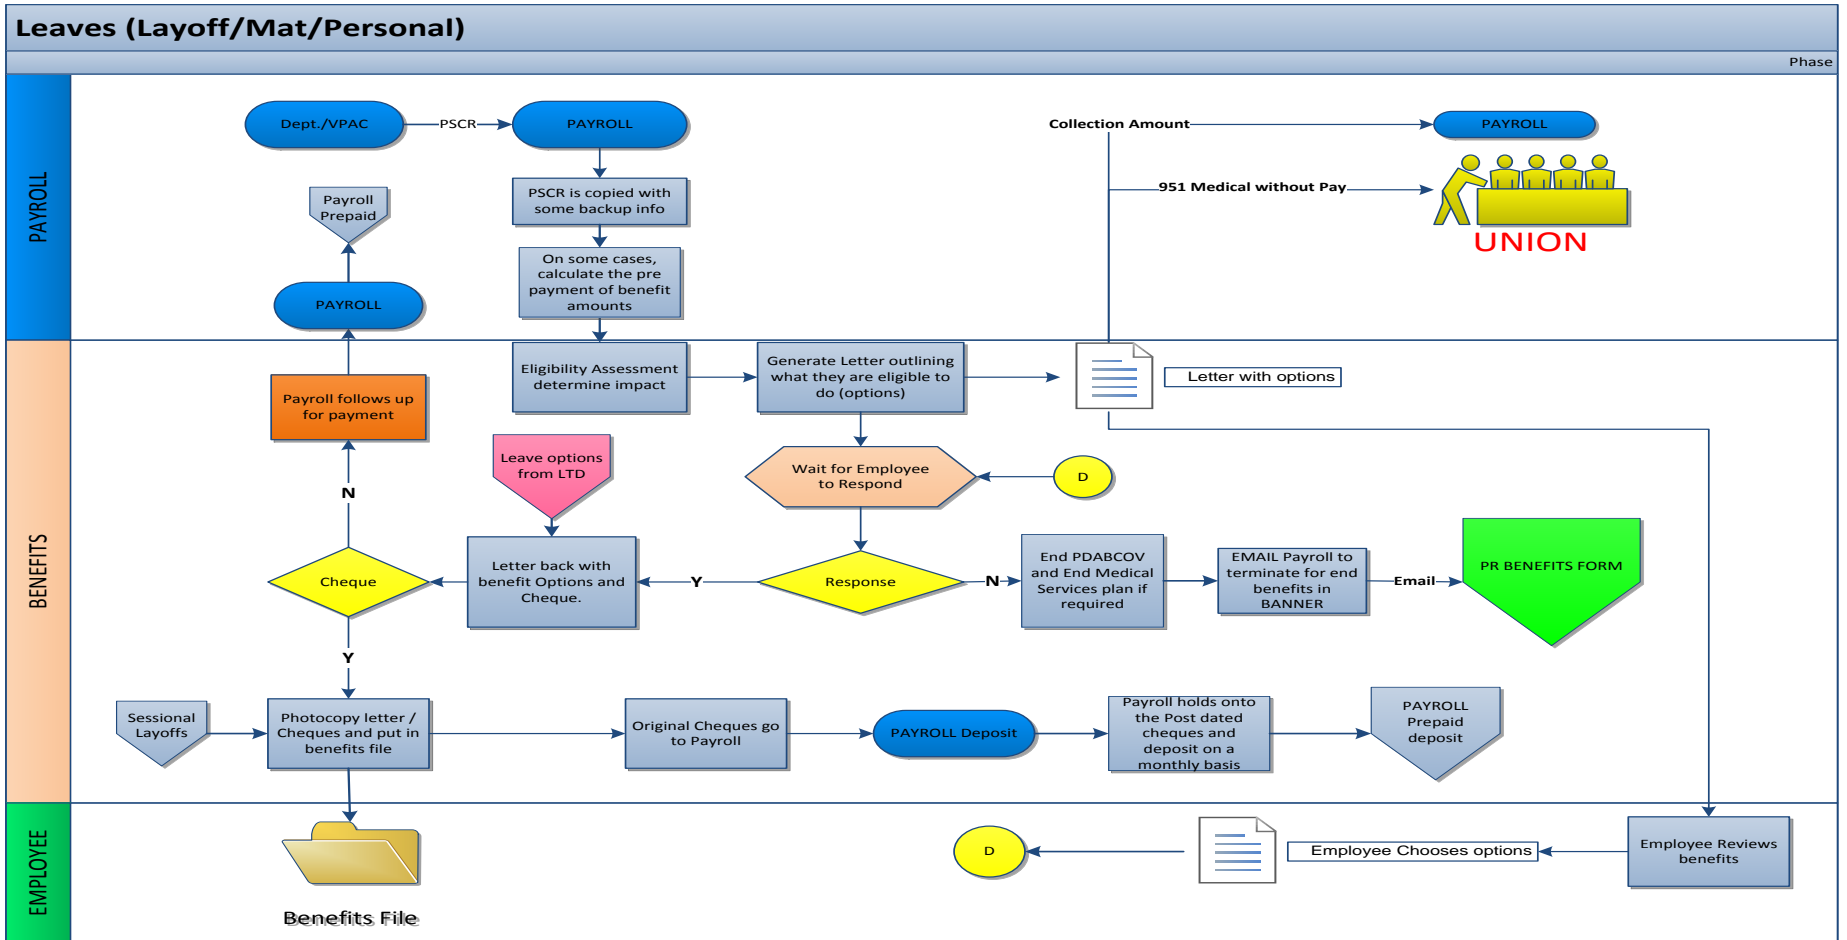 Leaves (Layoff/Mat/Personal)
Phase
PAYROLL
Dept./VPAC
PSCR
PAYROLL
Collection Amount
PAYROLL
PSCR is copied with
some backup info
951 Medical without Pay
UNION
Payroll
Prepaid
On some cases,
calculate the pre
payment of benefit
amounts
PAYROLL
BENEFITS
Eligibility Assessment
determine impact
Generate Letter outlining
what they are eligible to
do (options)
Letter with options
Payroll follows up
for payment
Leave options
from LTD
Wait for Employee
to Respond
D
N
Cheque
Letter back with
benefit Options and
Cheque.
Y
Response
N
End PDABCOV
and End Medical
Services plan if
required
EMAIL Payroll to
terminate for end
benefits in
BANNER
Email
PR BENEFITS FORM
Y
Sessional
Layoffs
Photocopy letter /
Cheques and put in
benefits file
Original Cheques go
to Payroll
PAYROLL Deposit
Payroll holds onto
the Post dated
cheques and
deposit on a
monthly basis
PAYROLL
Prepaid
deposit
EMPLOYEE
Benefits File
D
Employee Chooses options
Employee Reviews
benefits